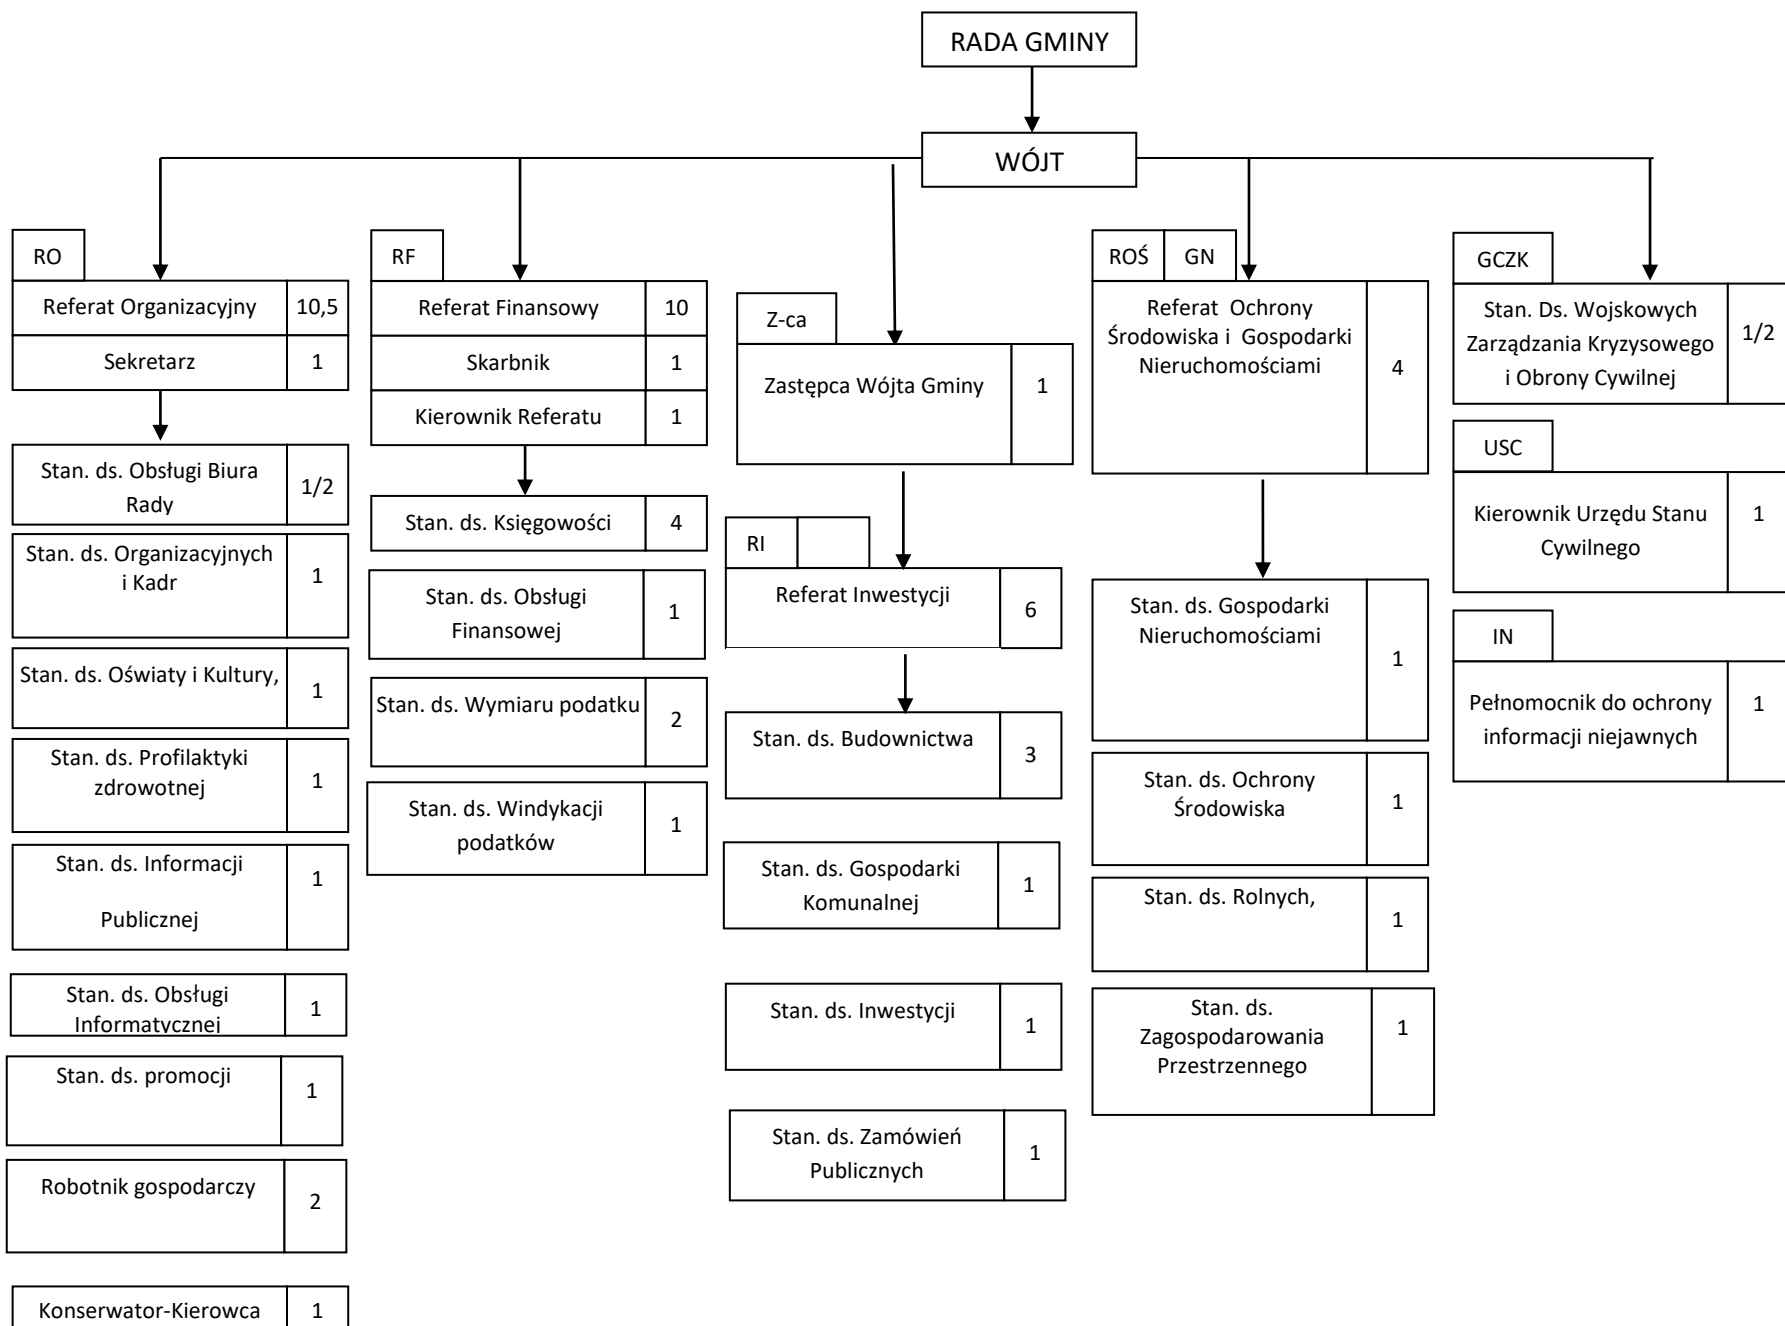 RADA GMINY
WÓJT
RO
Referat Organizacyjny 10,5
Sekretarz 1
Stan. ds. Obsługi Biura
Rady
1/2
Stan. ds. Organizacyjnych
i Kadr
1
Stan. ds. Oświaty i Kultury,
1
Stan. ds. Profilaktyki
zdrowotnej
1
Stan. ds. Informacji
Publicznej
1
Stan. ds. Obsługi
Informatycznej
1
Stan. ds. promocji
1
Robotnik gospodarczy
2
Konserwator-Kierowca 1
RF
Referat Finansowy 10
Skarbnik 1
Kierownik Referatu 1
Stan. ds. Księgowości 4
Stan. ds. Obsługi
Finansowej
1
Stan. ds. Wymiaru podatku
2
Stan. ds. Windykacji
podatków
1
Z-ca
Zastępca Wójta Gminy 1
RI
Referat Inwestycji
6
Stan. ds. Budownictwa
3
Stan. ds. Gospodarki
Komunalnej
1
Stan. ds. Inwestycji
1
Stan. ds. Zamówień
Publicznych
1
ROŚ GN
Referat Ochrony
Środowiska i Gospodarki
Nieruchomościami
4
Stan. ds. Gospodarki
Nieruchomościami
1
Stan. ds. Ochrony
Środowiska
1
Stan. ds. Rolnych,
1
Stan. ds.
Zagospodarowania
Przestrzennego
1
GCZK
Stan. Ds. Wojskowych
Zarządzania Kryzysowego
i Obrony Cywilnej
1/2
USC
Kierownik Urzędu Stanu
Cywilnego
1
IN
Pełnomocnik do ochrony
informacji niejawnych
1